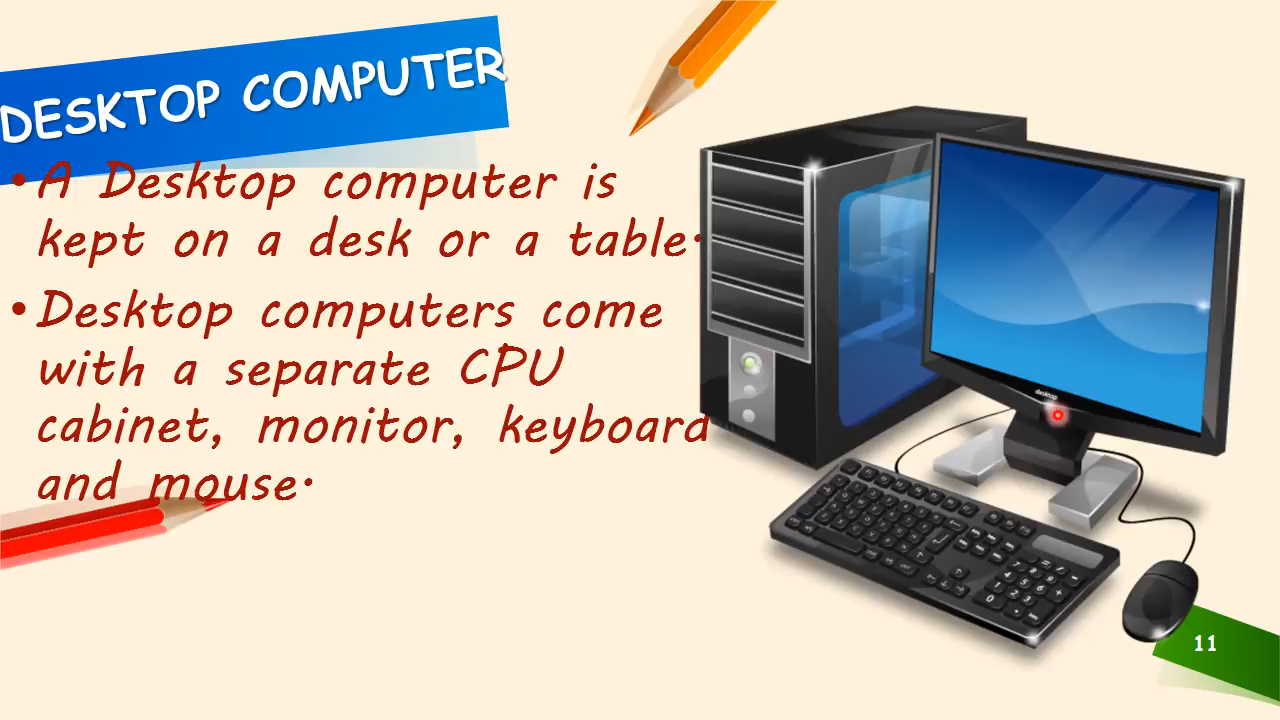 DESKTOP COMPUTER
• A Desktop computer is
kept on a desk or a table.
• Desktop computers come
with a separate CPU
cabinet, monitor, keyboard
and mouse.
desktop
11